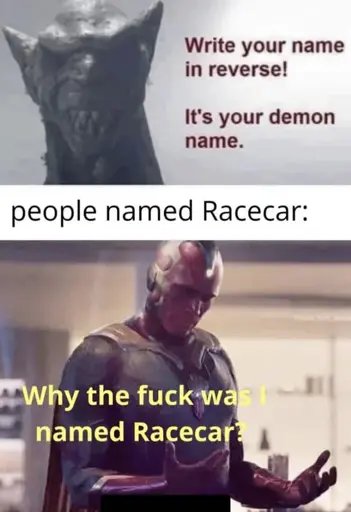 Write your name
in reverse!
It's your demon
name.
people named Racecar:
Why the fuck was I
named Racecar?